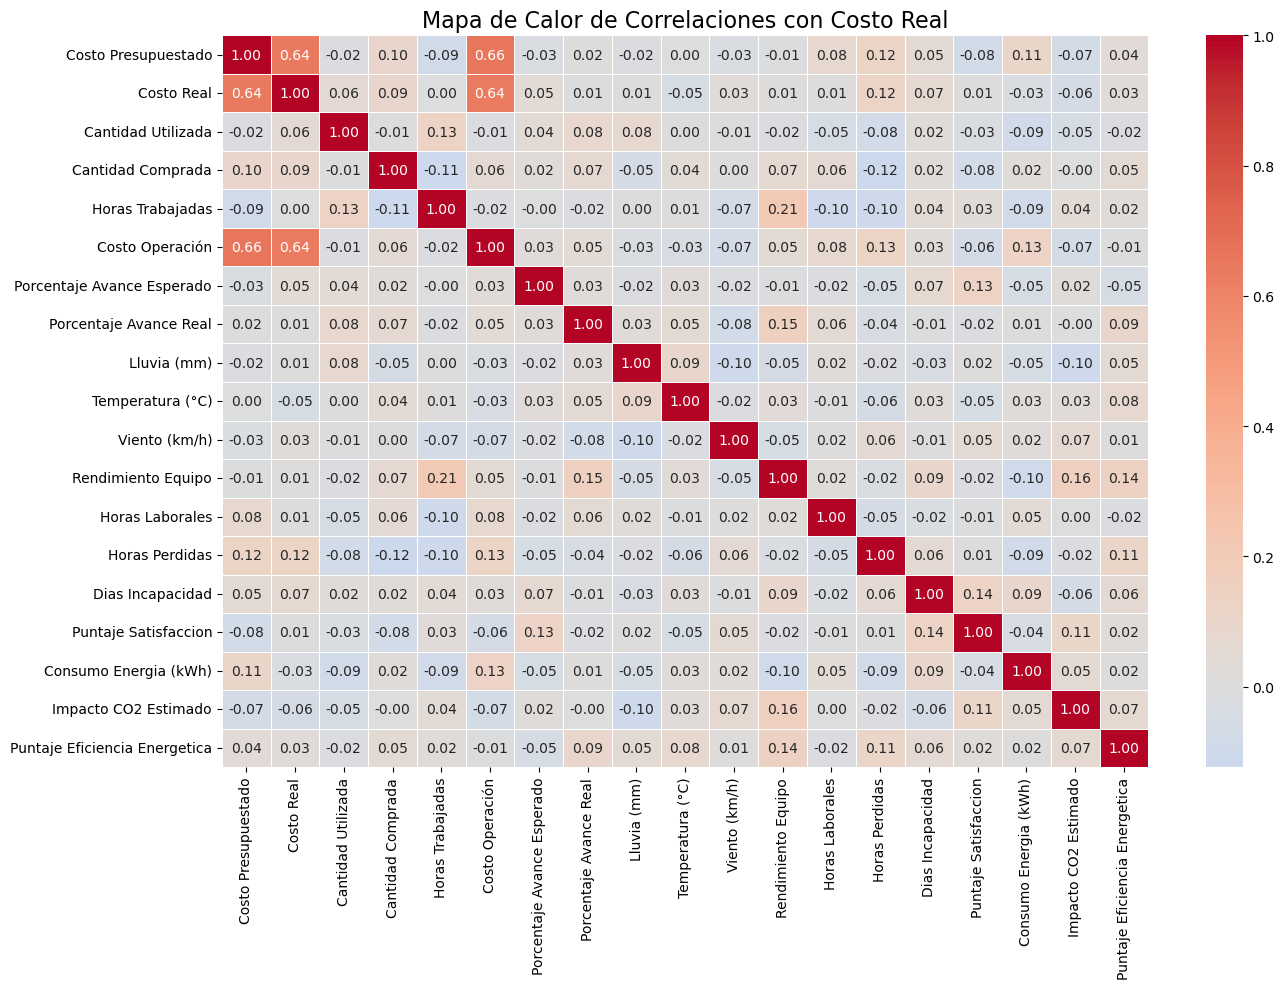 Mapa de Calor de Correlaciones con Costo Real
Costo Presupuestado 1.00 0.64 -0.02 0.10 -0.09 0.66 -0.03 0.02 -0.02 0.00 -0.03 -0.01 0.08 0.12 0.05 -0.08 0.11 -0.07 0.04
Costo Real 0.64 1.00 0.06 0.09 0.00 0.64 0.05 0.01 0.01 -0.05 0.03 0.01 0.01 0.12 0.07 0.01 -0.03 -0.06 0.03
Cantidad Utilizada -0.02 0.06 1.00 -0.01 0.13 -0.01 0.04 0.08 0.08 0.00 -0.01 -0.02 -0.05 -0.08 0.02 -0.03 -0.09 -0.05 -0.02
Cantidad Comprada 0.10 0.09 -0.01 1.00 -0.11 0.06 0.02 0.07 -0.05 0.04 0.00 0.07 0.06 -0.12 0.02 -0.08 0.02 -0.00 0.05
Horas Trabajadas -0.09 0.00 0.13 -0.11 1.00 -0.02 -0.00 -0.02 0.00 0.01 -0.07 0.21 -0.10 -0.10 0.04 0.03 -0.09 0.04 0.02
Costo Operación 0.66 0.64 -0.01 0.06 -0.02 1.00 0.03 0.05 -0.03 -0.03 -0.07 0.05 0.08 0.13 0.03 -0.06 0.13 -0.07 -0.01
Porcentaje Avance Esperado -0.03 0.05 0.04 0.02 -0.00 0.03 1.00 0.03 -0.02 0.03 -0.02 -0.01 -0.02 -0.05 0.07 0.13 -0.05 0.02 -0.05
Porcentaje Avance Real 0.02 0.01 0.08 0.07 -0.02 0.05 0.03 1.00 0.03 0.05 -0.08 0.15 0.06 -0.04 -0.01 -0.02 0.01 -0.00 0.09
Lluvia (mm) -0.02 0.01 0.08 -0.05 0.00 -0.03 -0.02 0.03 1.00 0.09 -0.10 -0.05 0.02 -0.02 -0.03 0.02 -0.05 -0.10 0.05
Temperatura (°C) 0.00 -0.05 0.00 0.04 0.01 -0.03 0.03 0.05 0.09 1.00 -0.02 0.03 -0.01 -0.06 0.03 -0.05 0.03 0.03 0.08
Viento (km/h) -0.03 0.03 -0.01 0.00 -0.07 -0.07 -0.02 -0.08 -0.10 -0.02 1.00 -0.05 0.02 0.06 -0.01 0.05 0.02 0.07 0.01
Rendimiento Equipo -0.01 0.01 -0.02 0.07 0.21 0.05 -0.01 0.15 -0.05 0.03 -0.05 1.00 0.02 -0.02 0.09 -0.02 -0.10 0.16 0.14
Horas Laborales 0.08 0.01 -0.05 0.06 -0.10 0.08 -0.02 0.06 0.02 -0.01 0.02 0.02 1.00 -0.05 -0.02 -0.01 0.05 0.00 -0.02
Horas Perdidas 0.12 0.12 -0.08 -0.12 -0.10 0.13 -0.05 -0.04 -0.02 -0.06 0.06 -0.02 -0.05 1.00 0.06 0.01 -0.09 -0.02 0.11
Dias Incapacidad 0.05 0.07 0.02 0.02 0.04 0.03 0.07 -0.01 -0.03 0.03 -0.01 0.09 -0.02 0.06 1.00 0.14 0.09 -0.06 0.06
Puntaje Satisfaccion -0.08 0.01 -0.03 -0.08 0.03 -0.06 0.13 -0.02 0.02 -0.05 0.05 -0.02 -0.01 0.01 0.14 1.00 -0.04 0.11 0.02
Consumo Energia (kWh) 0.11 -0.03 -0.09 0.02 -0.09 0.13 -0.05 0.01 -0.05 0.03 0.02 -0.10 0.05 -0.09 0.09 -0.04 1.00 0.05 0.02
Impacto CO2 Estimado -0.07 -0.06 -0.05 -0.00 0.04 -0.07 0.02 -0.00 -0.10 0.03 0.07 0.16 0.00 -0.02 -0.06 0.11 0.05 1.00 0.07
Puntaje Eficiencia Energetica 0.04 0.03 -0.02 0.05 0.02 -0.01 -0.05 0.09 0.05 0.08 0.01 0.14 -0.02 0.11 0.06 0.02 0.02 0.07 1.00
Costo Presupuestado
Costo Real
Cantidad Utilizada
Cantidad Comprada
Horas Trabajadas
Costo Operación
Porcentaje Avance Esperado
Porcentaje Avance Real
Lluvia (mm)
Temperatura (°C)
Viento (km/h)
Rendimiento Equipo
Horas Laborales
Horas Perdidas
Dias Incapacidad
Puntaje Satisfaccion
Consumo Energia (kWh)
Impacto CO2 Estimado
Puntaje Eficiencia Energetica
1.0
0.8
0.6
0.4
0.2
0.0